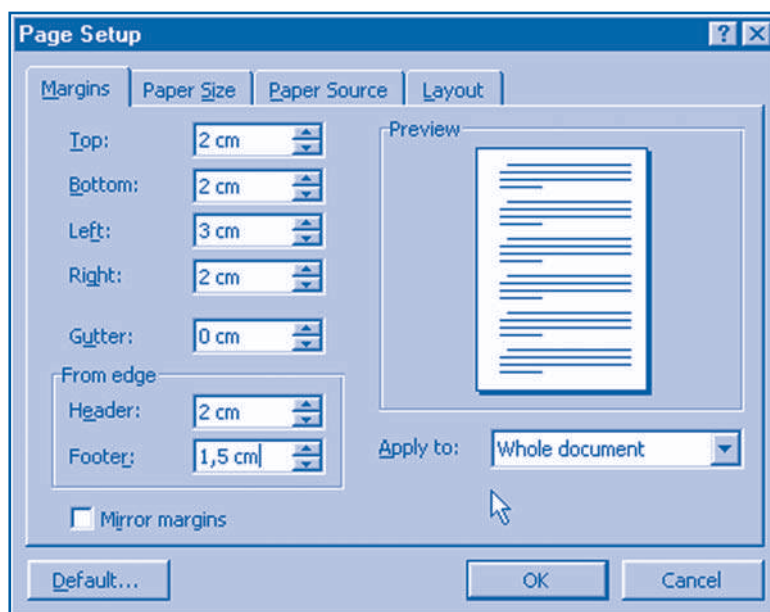 Page Setup
Margins Paper Size Paper Source Layout
Top: 2 cm
Bottom: 2 cm
Left: 3 cm
Right: 2 cm
Gutter: 0 cm
From edge
Header: 2 cm
Footer: 1,5 cm
Mirror margins
Preview
Apply to: Whole document
Default... OK Cancel